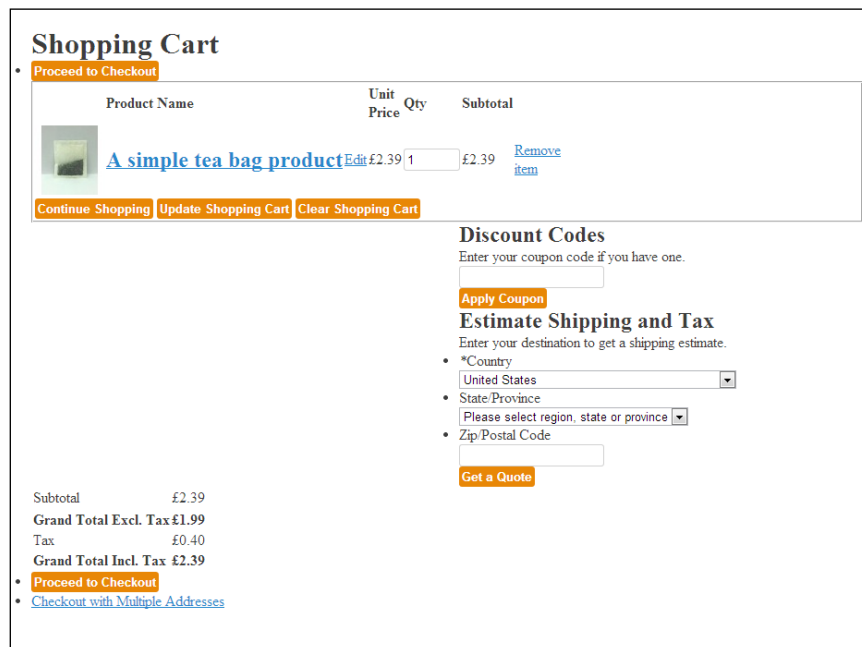 Shopping Cart
Proceed to Checkout
Product Name Unit Price Qty Subtotal
A simple tea bag product Edit £2.39 1 £2.39 Remove item
Continue Shopping Update Shopping Cart Clear Shopping Cart
Discount Codes
Enter your coupon code if you have one.
Apply Coupon
Estimate Shipping and Tax
Enter your destination to get a shipping estimate.
*Country
United States
State/Province
Please select region, state or province
Zip/Postal Code
Get a Quote
Subtotal £2.39
Grand Total Excl. Tax £1.99
Tax £0.40
Grand Total Incl. Tax £2.39
Proceed to Checkout
Checkout with Multiple Addresses